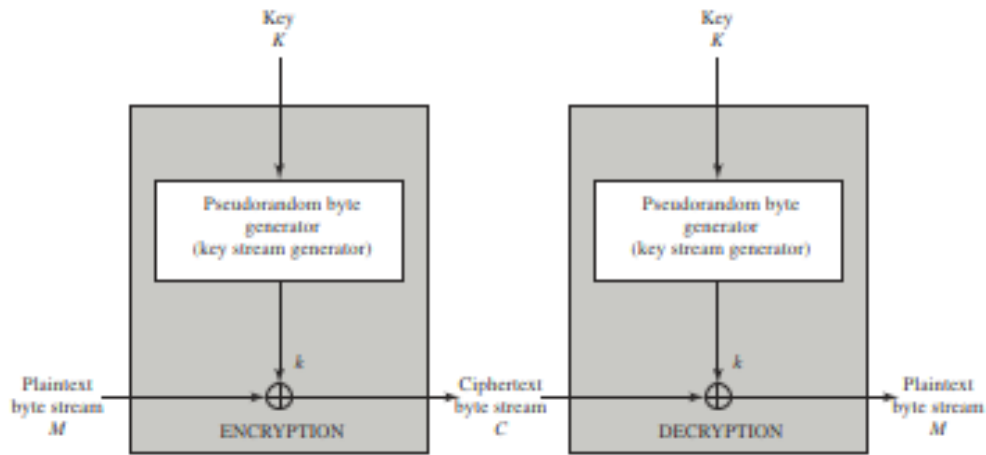 Key
K
Key
K
Pseudorandom byte
generator
(key stream generator)
Pseudorandom byte
generator
(key stream generator)
k
k
Plaintext
byte stream
M
Ciphertext
byte stream
C
Plaintext
byte stream
M
ENCRYPTION
DECRYPTION